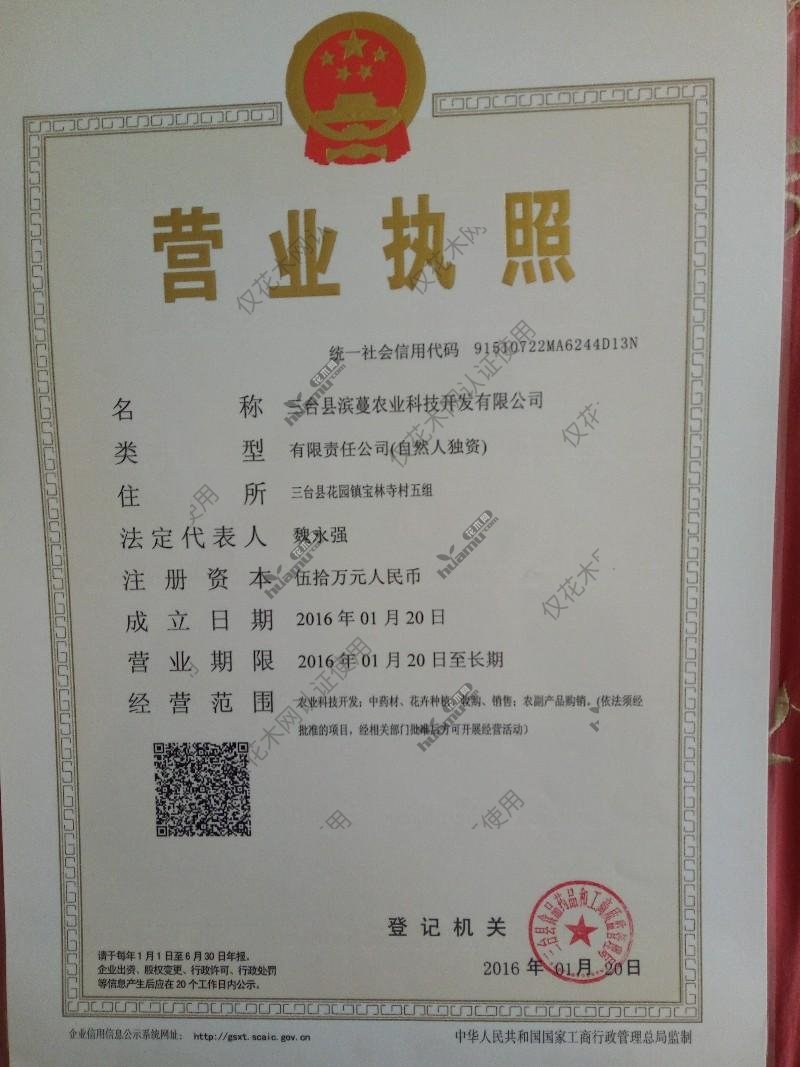 营业执照
统一社会信用代码 91510722MA6244D13N
名称 三台县滨蔓农业科技开发有限公司
类型 有限责任公司(自然人独资)
住所 三台县花园镇宝林寺村五组
法定代表人 魏永强
注册资本 伍拾万元人民币
成立日期 2016年01月20日
营业期限 2016年01月20日至长期
经营范围 农业科技开发；中药材、花卉种植、收购、销售；农副产品购销。(依法须经
批准的项目，经相关部门批准后方可开展经营活动)
登记机关
2016年01月20日
请于每年1月1日至6月30日年报。
企业出资、股权变更、行政许可、行政处罚
等信息产生后应在20个工作日内公示。
企业信用信息公示系统网址： http://gsxt.scaic.gov.cn
中华人民共和国国家工商行政管理总局监制
仅花木网认证使用
花木网
huamu.com